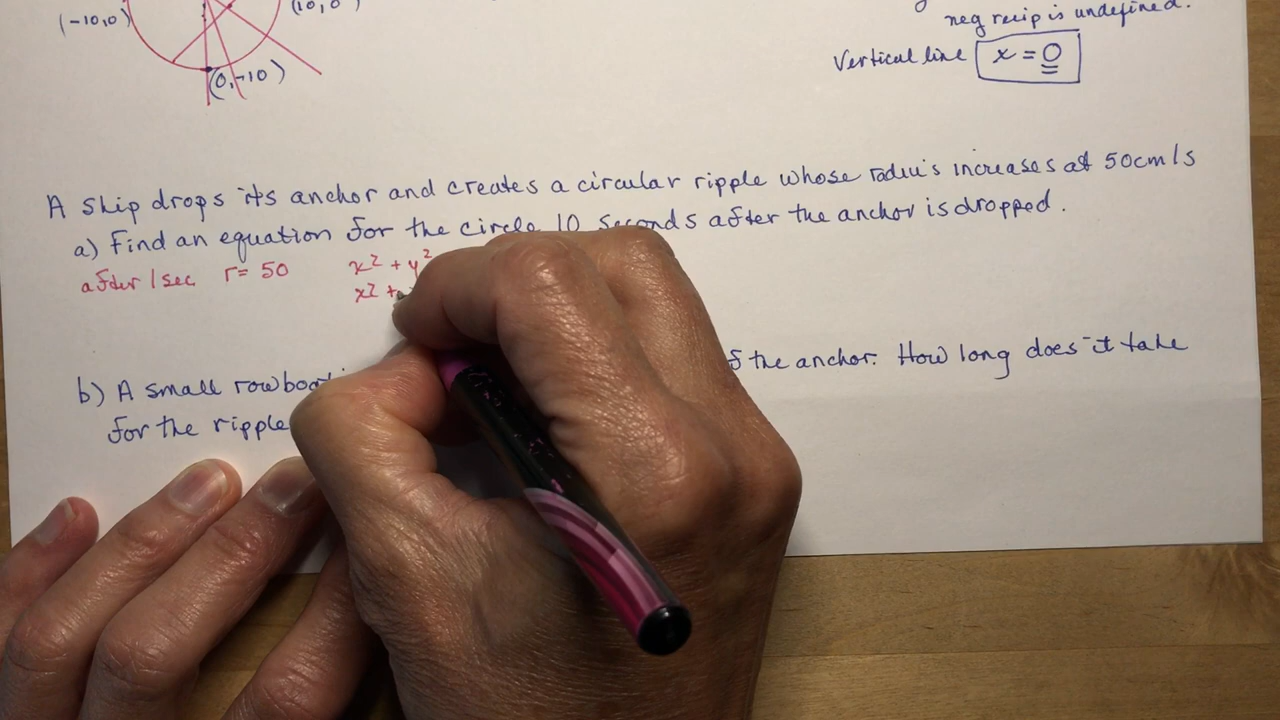 (-10,0)
(10,0)
(0,-10)
neg recip is undefined.
Vertical line x = 0
A ship drops its anchor and creates a circular ripple whose radius increases at 50cm/s
a) Find an equation for the circle 10 seconds after the anchor is dropped.
after 1 sec r = 50 x² + y²
x² +
b) A small rowboat
the anchor. How long does it take
for the ripple